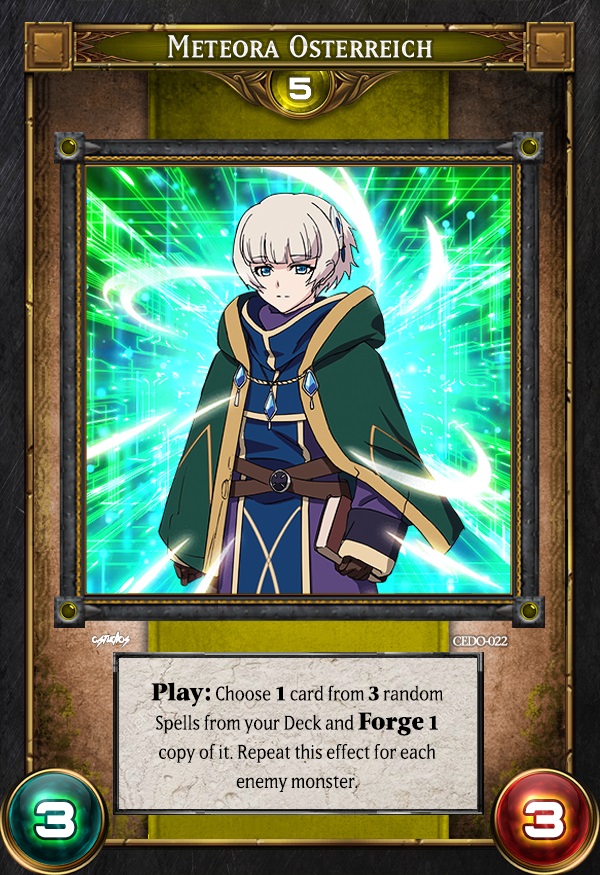 METEORA OSTERREICH
5
cstudios
CEDO-022
Play: Choose 1 card from 3 random
Spells from your Deck and Forge 1
copy of it. Repeat this effect for each
enemy monster.
3
3